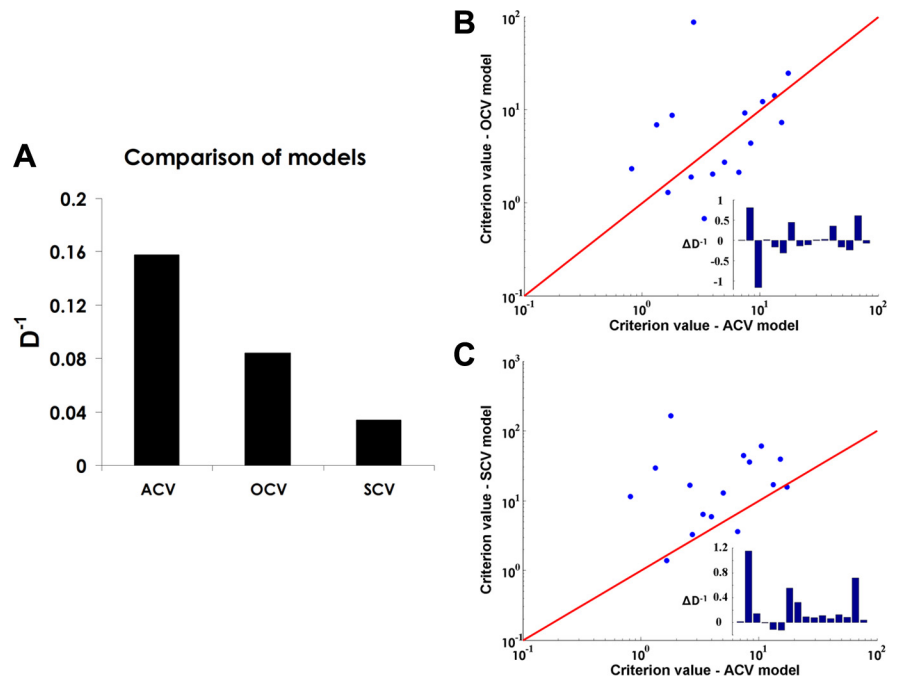 A
Comparison of models
D-1
0.2
0.16
0.12
0.08
0.04
0
ACV
OCV
SCV
B
Criterion value - OCV model
10²
10¹
10⁰
10⁻¹
10⁻¹
10⁰
10¹
10²
Criterion value - ACV model
ΔD⁻¹
1
0.5
0
-0.5
-1
C
Criterion value - SCV model
10³
10²
10¹
10⁰
10⁻¹
10⁻¹
10⁰
10¹
10²
Criterion value - ACV model
ΔD⁻¹
1.2
0.8
0.4
0